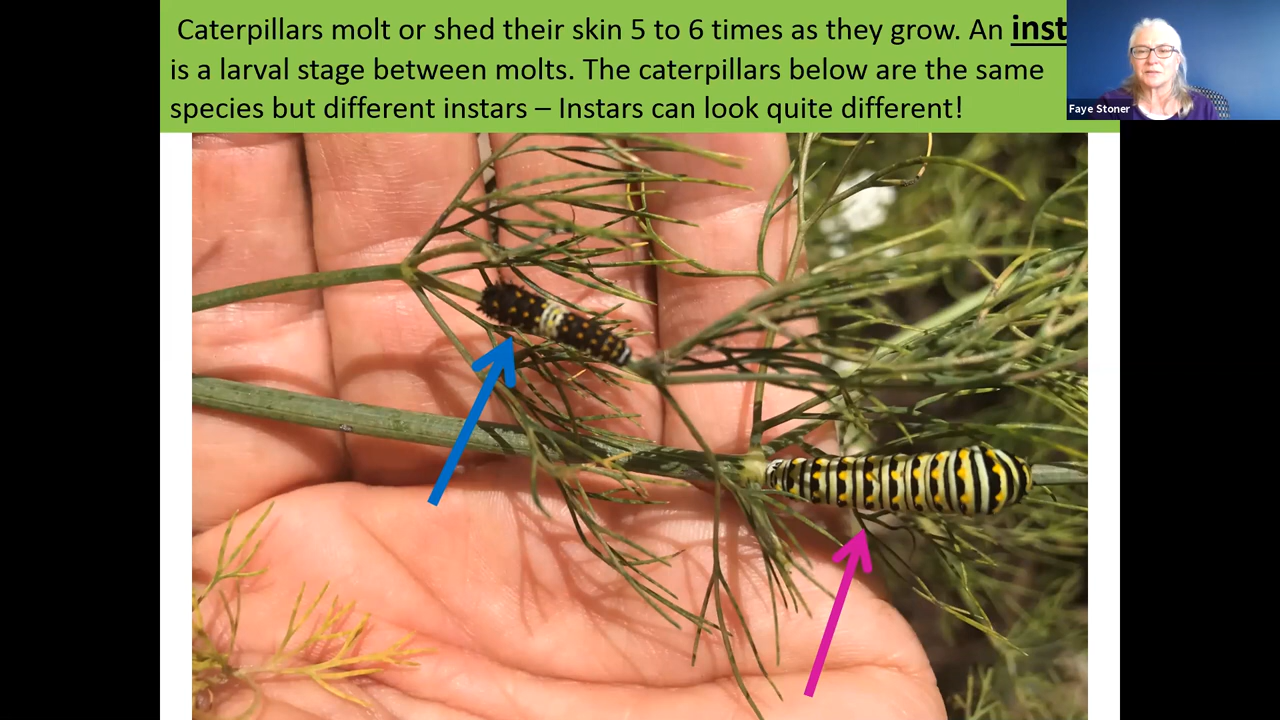 Caterpillars molt or shed their skin 5 to 6 times as they grow. An inst
is a larval stage between molts. The caterpillars below are the same
species but different instars – Instars can look quite different!
Faye Stoner